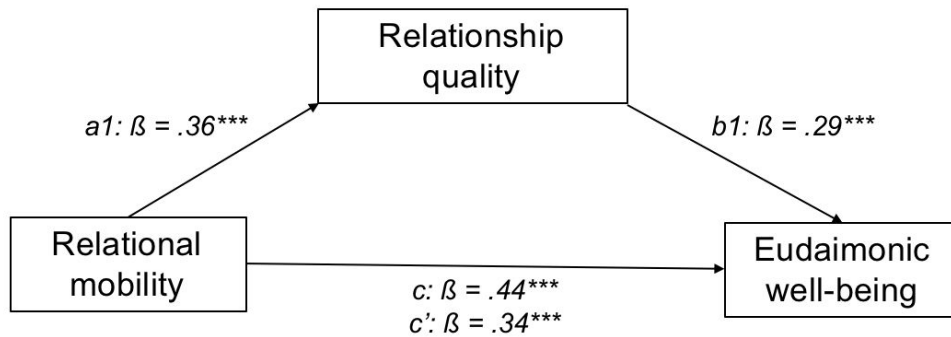 Relationship
quality
a1: ß = .36***
b1: ß = .29***
Relational
mobility
c: ß = .44***
c’: ß = .34***
Eudaimonic
well-being